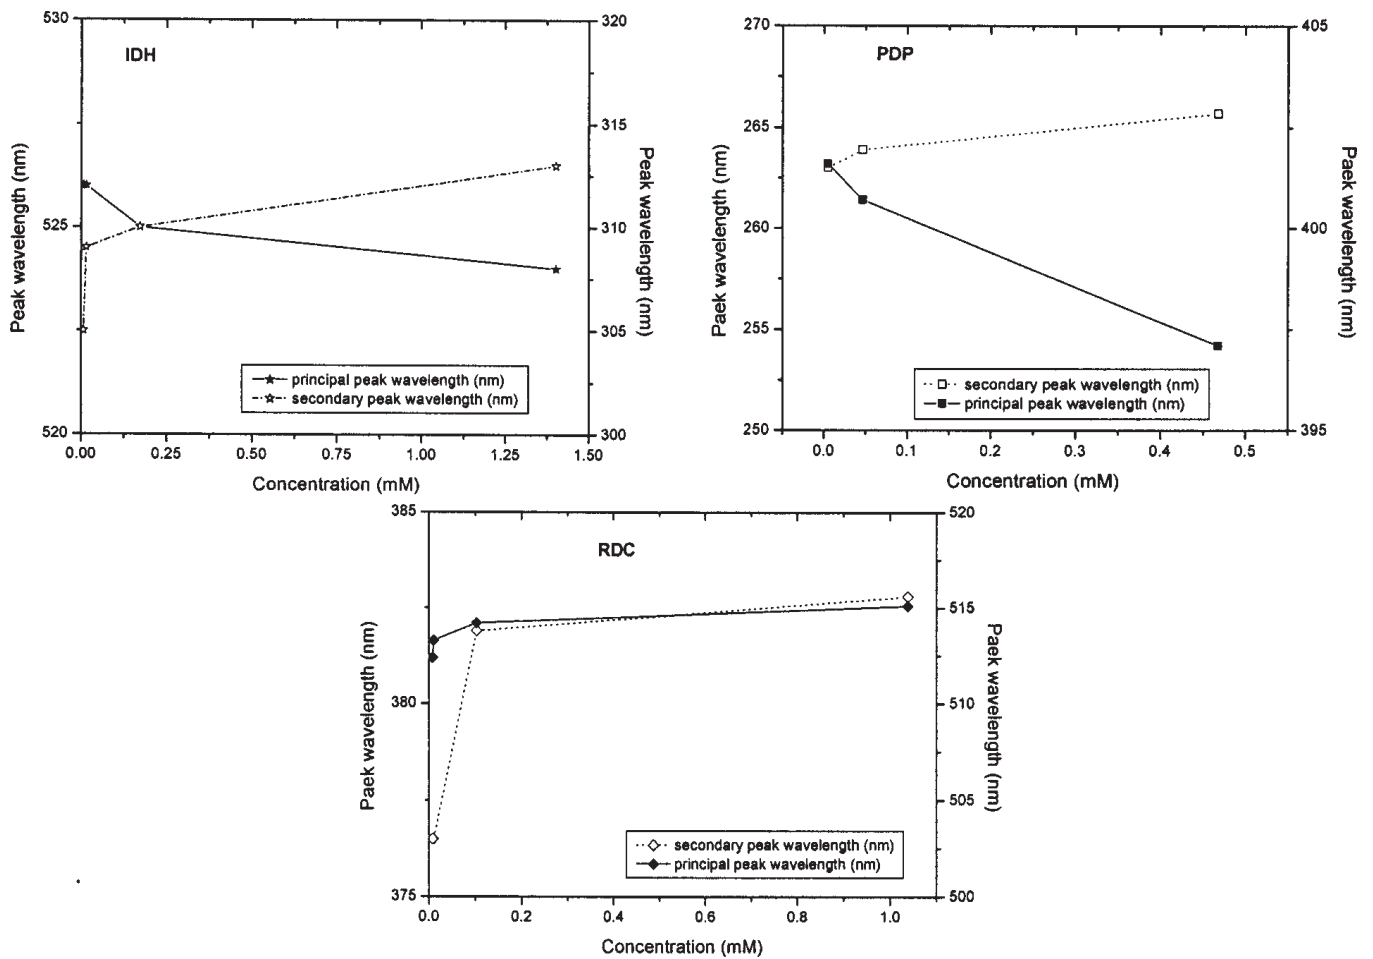 IDH
530
525
520
320
315
310
305
300
Peak wavelength (nm)
Peak wavelength (nm)
principal peak wavelength (nm)
secondary peak wavelength (nm)
0.00 0.25 0.50 0.75 1.00 1.25 1.50
Concentration (mM)
PDP
270
265
260
255
250
405
400
395
Paek wavelength (nm)
Paek wavelength (nm)
secondary peak wavelength (nm)
principal peak wavelength (nm)
0.0 0.1 0.2 0.3 0.4 0.5
Concentration (mM)
RDC
385
380
375
520
515
510
505
500
Paek wavelength (nm)
Paek wavelength (nm)
secondary peak wavelength (nm)
principal peak wavelength (nm)
0.0 0.2 0.4 0.6 0.8 1.0
Concentration (mM)